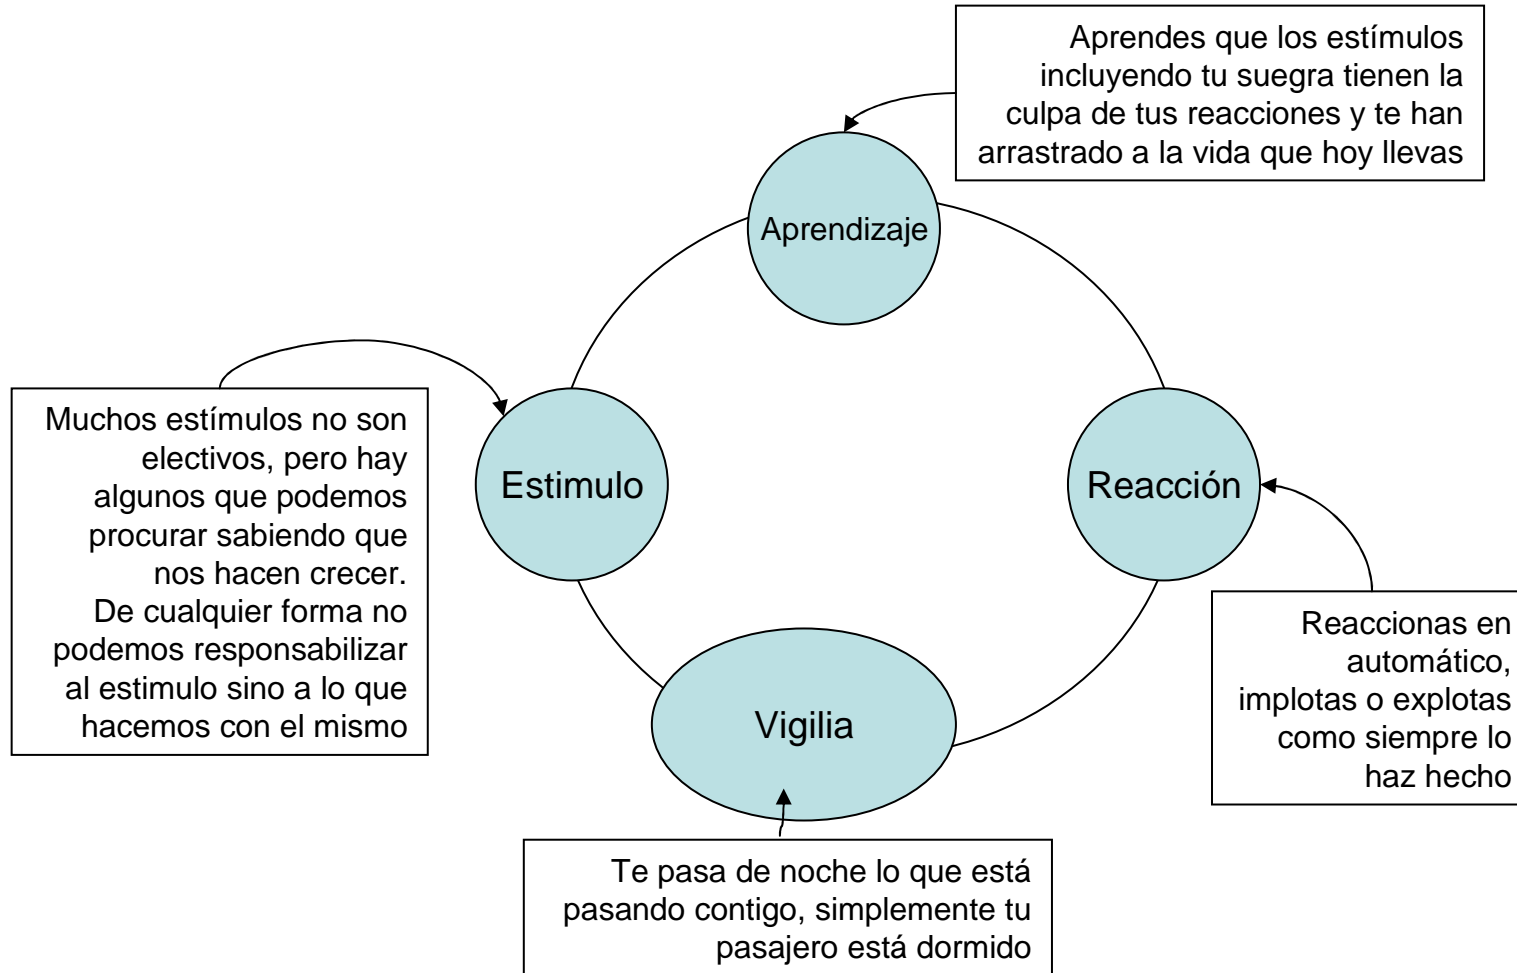 Aprendes que los estímulos
incluyendo tu suegra tienen la
culpa de tus reacciones y te han
arrastrado a la vida que hoy llevas
Aprendizaje
Muchos estímulos no son
electivos, pero hay
algunos que podemos
procurar sabiendo que
nos hacen crecer.
De cualquier forma no
podemos responsabilizar
al estimulo sino a lo que
hacemos con el mismo
Estimulo
Reacción
Reaccionas en
automático,
implotas o explotas
como siempre lo
haz hecho
Vigilia
Te pasa de noche lo que está
pasando contigo, simplemente tu
pasajero está dormido